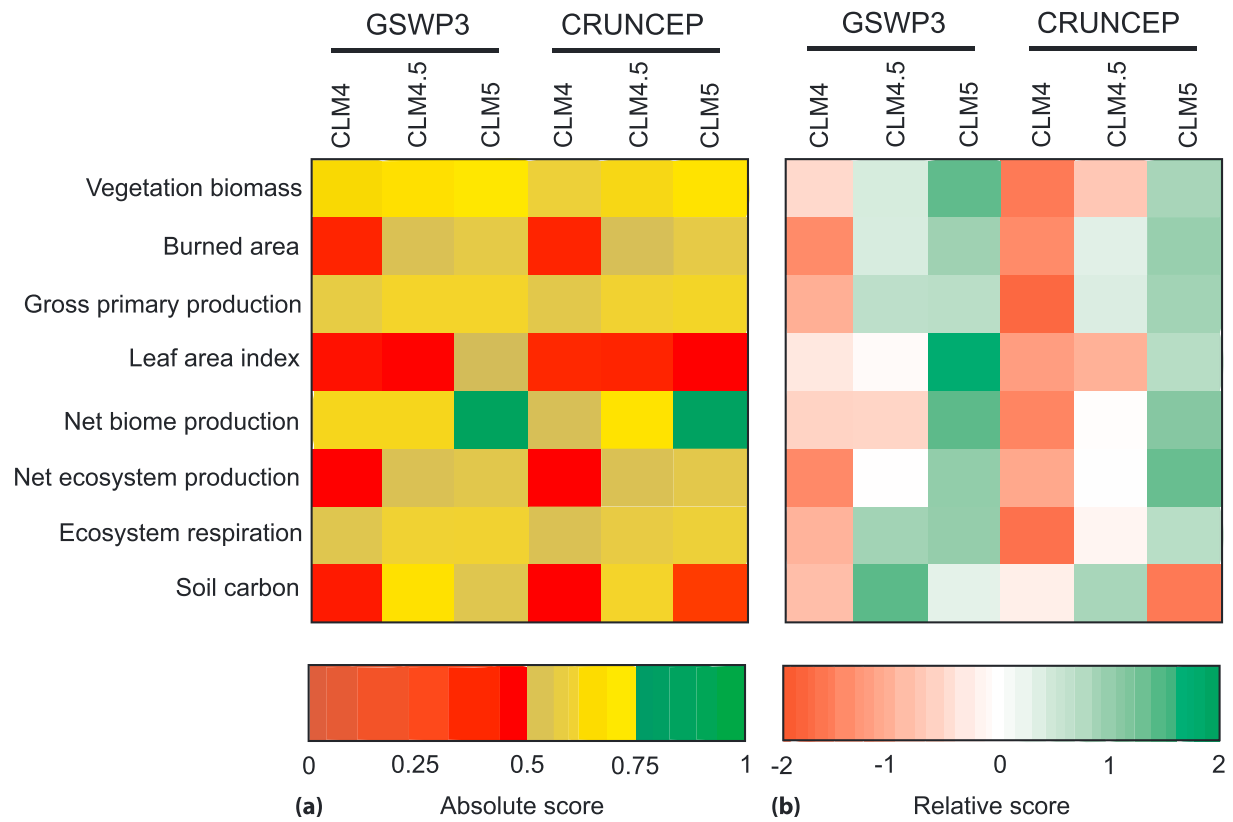 GSWP3 CRUNCEP GSWP3 CRUNCEP
CLM4 CLM4.5 CLM5 CLM4 CLM4.5 CLM5 CLM4 CLM4.5 CLM5 CLM4 CLM4.5 CLM5
Vegetation biomass
Burned area
Gross primary production
Leaf area index
Net biome production
Net ecosystem production
Ecosystem respiration
Soil carbon
0 0.25 0.5 0.75 1 -2 -1 0 1 2
(a) Absolute score (b) Relative score